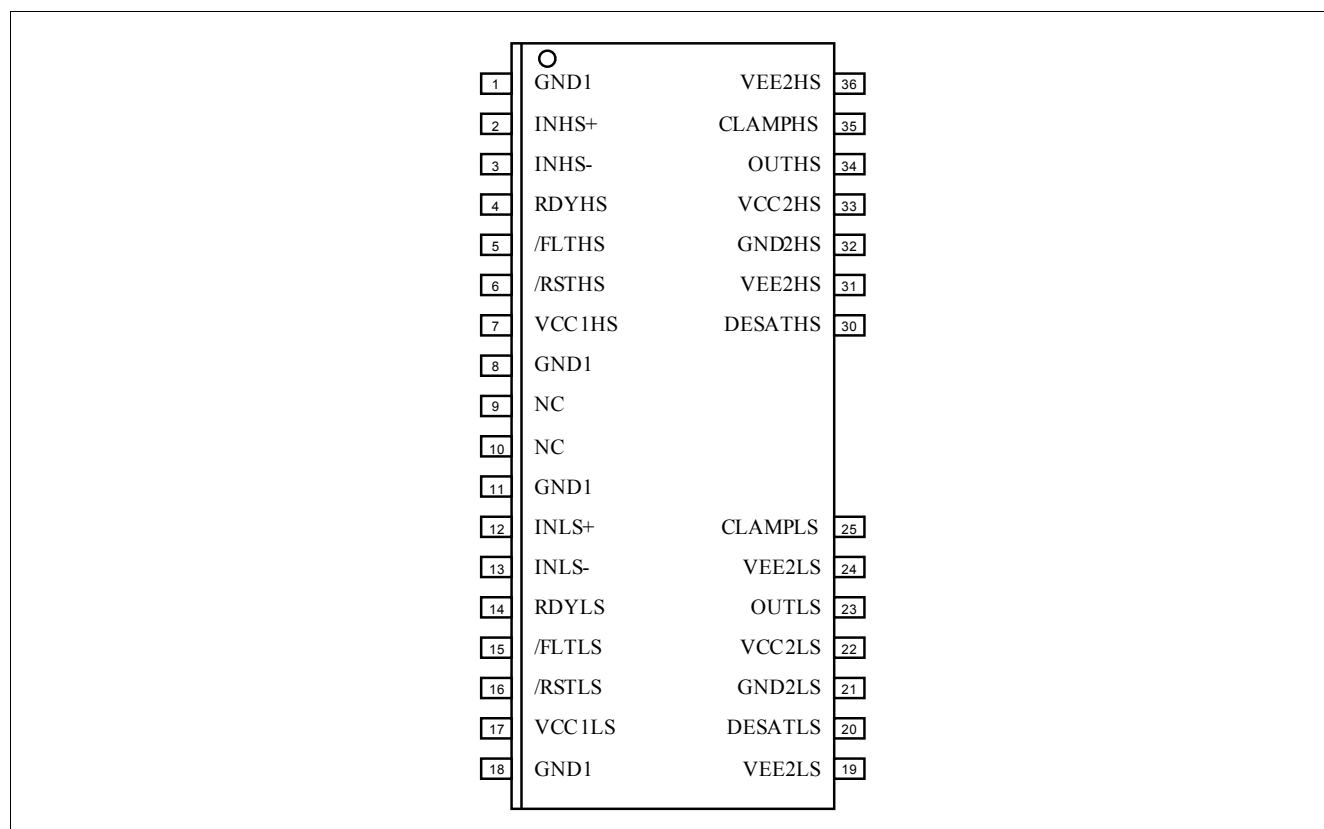 1 GND1 VEE2HS 36
2 INHS+ CLAMPHS 35
3 INHS- OUTHS 34
4 RDYHS VCC2HS 33
5 /FLTHS GND2HS 32
6 /RSTHS VEE2HS 31
7 VCC1HS DESATHS 30
8 GND1
9 NC
10 NC
11 GND1
12 INLS+ CLAMPLS 25
13 INLS- VEE2LS 24
14 RDYLS OUTLS 23
15 /FLTLS VCC2LS 22
16 /RSTLS GND2LS 21
17 VCC1LS DESATLS 20
18 GND1 VEE2LS 19